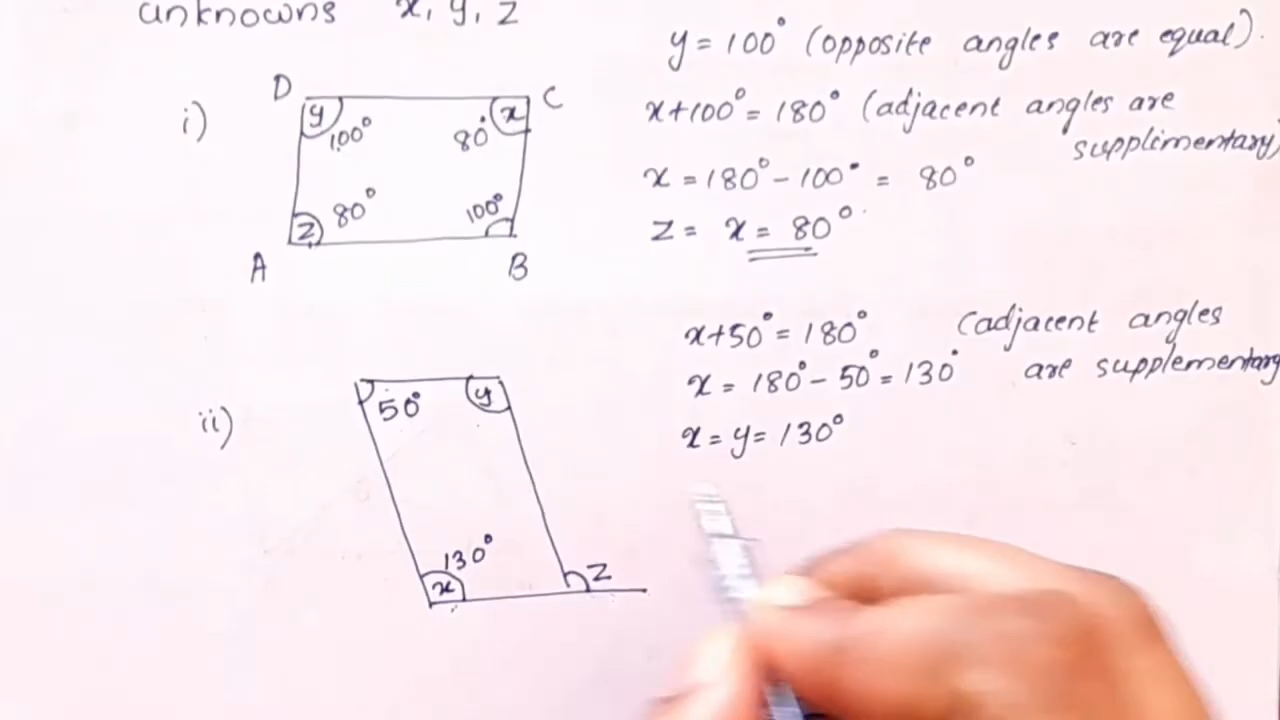 unknowns x, y, z
y = 100° (opposite angles are equal).
i)
D
C
y
100°
80°
x
z
80°
100°
A
B
x+100° = 180° (adjacent angles are
supplimentary)
x = 180° - 100° = 80°
z = x = 80°
ii)
50°
y
130°
x
z
x+50° = 180° (adjacent angles
x = 180° - 50° = 130° are supplementary
x = y = 130°